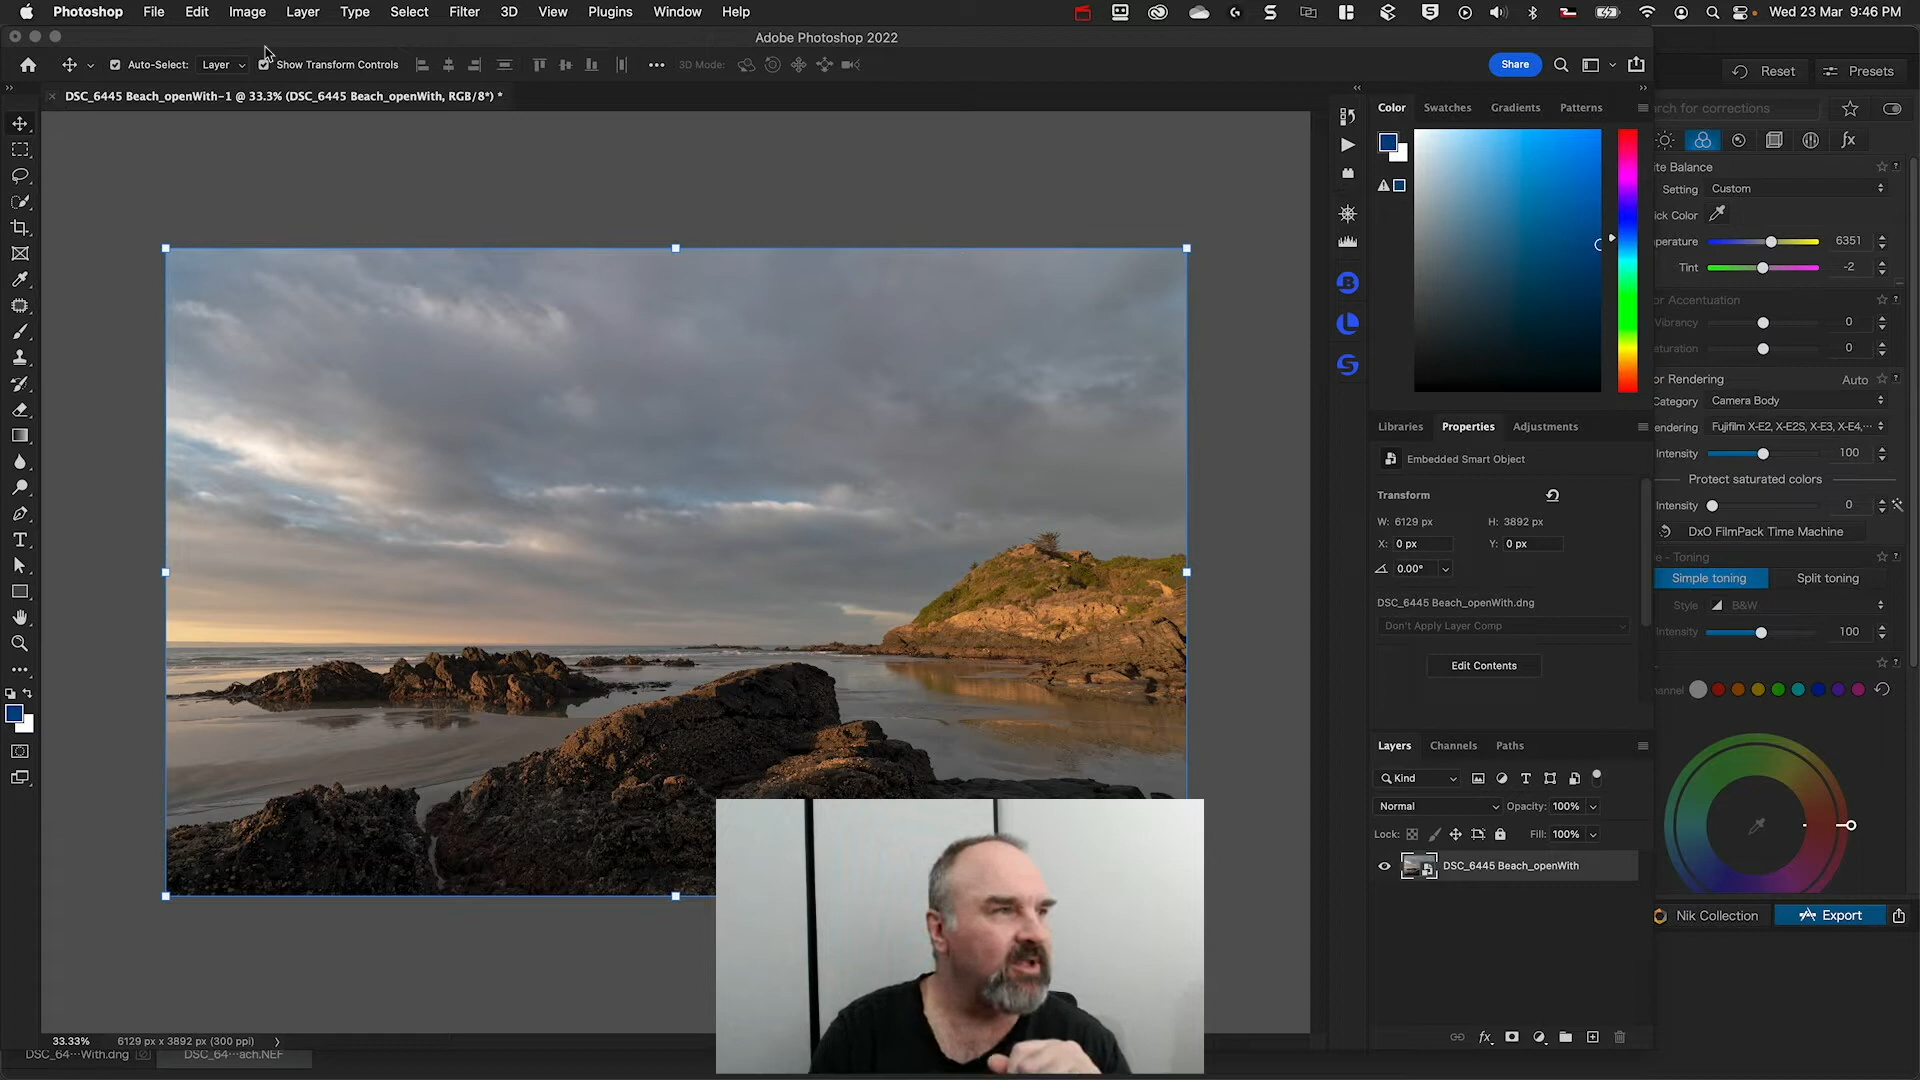 Photoshop File Edit Image Layer Type Select Filter 3D View Plugins Window Help Wed 23 Mar 9:46 PM
Adobe Photoshop 2022
Auto-Select: Layer Show Transform Controls 3D Mode: Share
Reset Presets
DSC_6445 Beach_openWith-1 @ 33.3% (DSC_6445 Beach_openWith, RGB/8*) *
Color Swatches Gradients Patterns
rch for corrections
fx
ite Balance
Setting Custom
ick Color
perature 6351
Tint -2
or Accentuation
Vibrancy 0
turation 0
or Rendering Auto
Category Camera Body
endering Fujifilm X-E2, X-E2S, X-E3, X-E4,...
Intensity 100
Protect saturated colors
Intensity 0
DxO FilmPack Time Machine
e - Toning
Simple toning Split toning
Style B&W
Intensity 100
annel
Nik Collection Export
Libraries Properties Adjustments
Embedded Smart Object
Transform
W: 6129 px H: 3892 px
X: 0 px Y: 0 px
0.00°
DSC_6445 Beach_openWith.dng
Don't Apply Layer Comp
Edit Contents
Layers Channels Paths
Kind
Normal Opacity: 100%
Lock: Fill: 100%
DSC_6445 Beach_openWith
fx
33.33% 6129 px x 3892 px (300 ppi)
DSC_64···With.dng DSC_64···ach.NEF